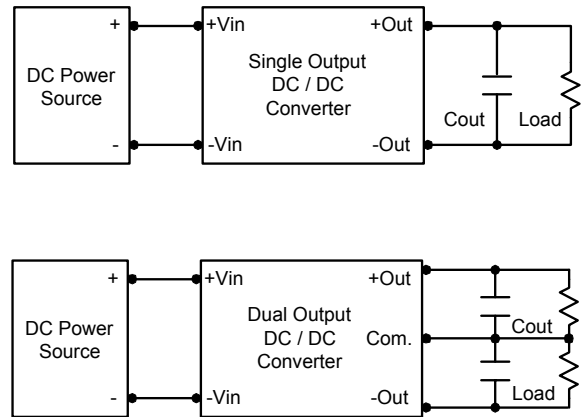 + +Vin +Out
DC Power
Source
Single Output
DC / DC
Converter
Cout Load
- -Vin -Out
+ +Vin +Out
DC Power
Source
Dual Output
DC / DC
Converter
Com.
Cout
Load
- -Vin -Out